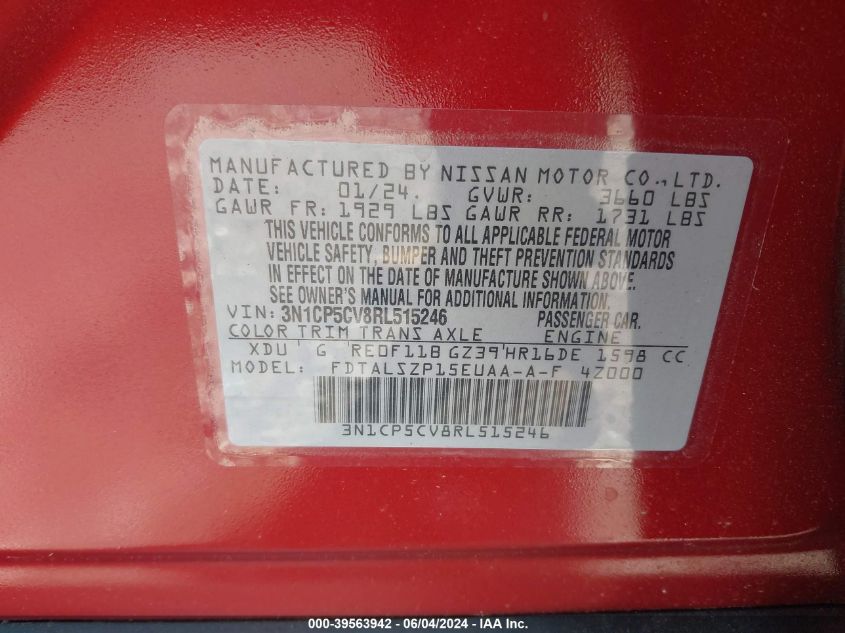 MANUFACTURED BY NISSAN MOTOR CO.,LTD.
DATE: 01/24. GVWR: 3660 LBS
GAWR FR: 1929 LBS GAWR RR: 1731 LBS
THIS VEHICLE CONFORMS TO ALL APPLICABLE FEDERAL MOTOR
VEHICLE SAFETY, BUMPER AND THEFT PREVENTION STANDARDS
IN EFFECT ON THE DATE OF MANUFACTURE SHOWN ABOVE.
SEE OWNER'S MANUAL FOR ADDITIONAL INFORMATION.
VIN: 3N1CP5CV8RL515246 PASSENGER CAR.
COLOR TRIM TRANS AXLE ENGINE
XDU G RE0F11B GZ39 HR16DE 1598 CC
MODEL: FDTALSZP15EUAA-A-F 4Z000
3N1CP5CV8RL515246
000-39563942 | 06/04/2024 | IAAI.COM